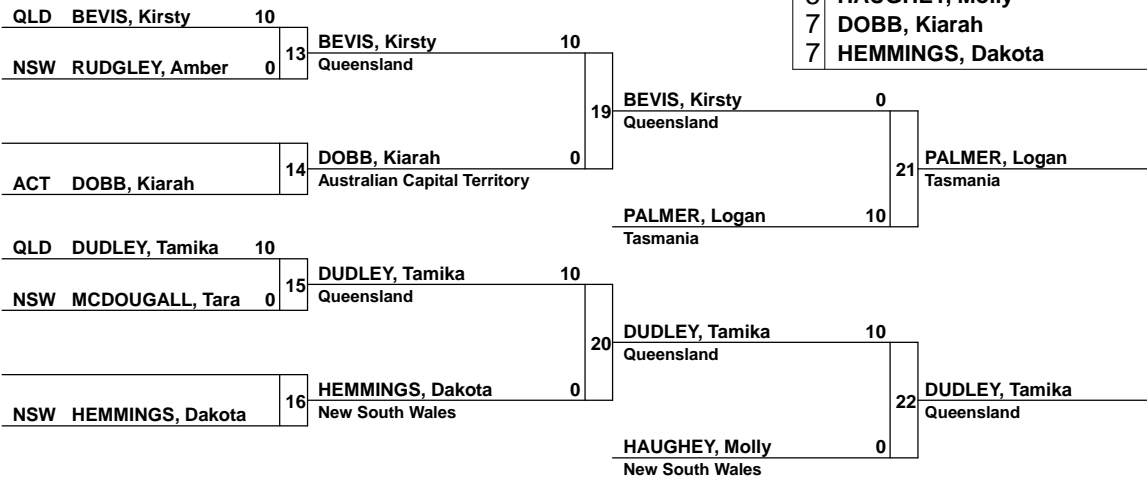 HAUGHEY, Molly
7 DOBB, Kiarah
7 HEMMINGS, Dakota
QLD BEVIS, Kirsty 10
13
NSW RUDGLEY, Amber 0
BEVIS, Kirsty 10
Queensland
19
14
ACT DOBB, Kiarah
DOBB, Kiarah 0
Australian Capital Territory
BEVIS, Kirsty 0
Queensland
21
PALMER, Logan 10
Tasmania
PALMER, Logan
Tasmania
QLD DUDLEY, Tamika 10
15
NSW MCDOUGALL, Tara 0
DUDLEY, Tamika 10
Queensland
20
16
NSW HEMMINGS, Dakota
HEMMINGS, Dakota 0
New South Wales
DUDLEY, Tamika 10
Queensland
22
HAUGHEY, Molly 0
New South Wales
DUDLEY, Tamika
Queensland